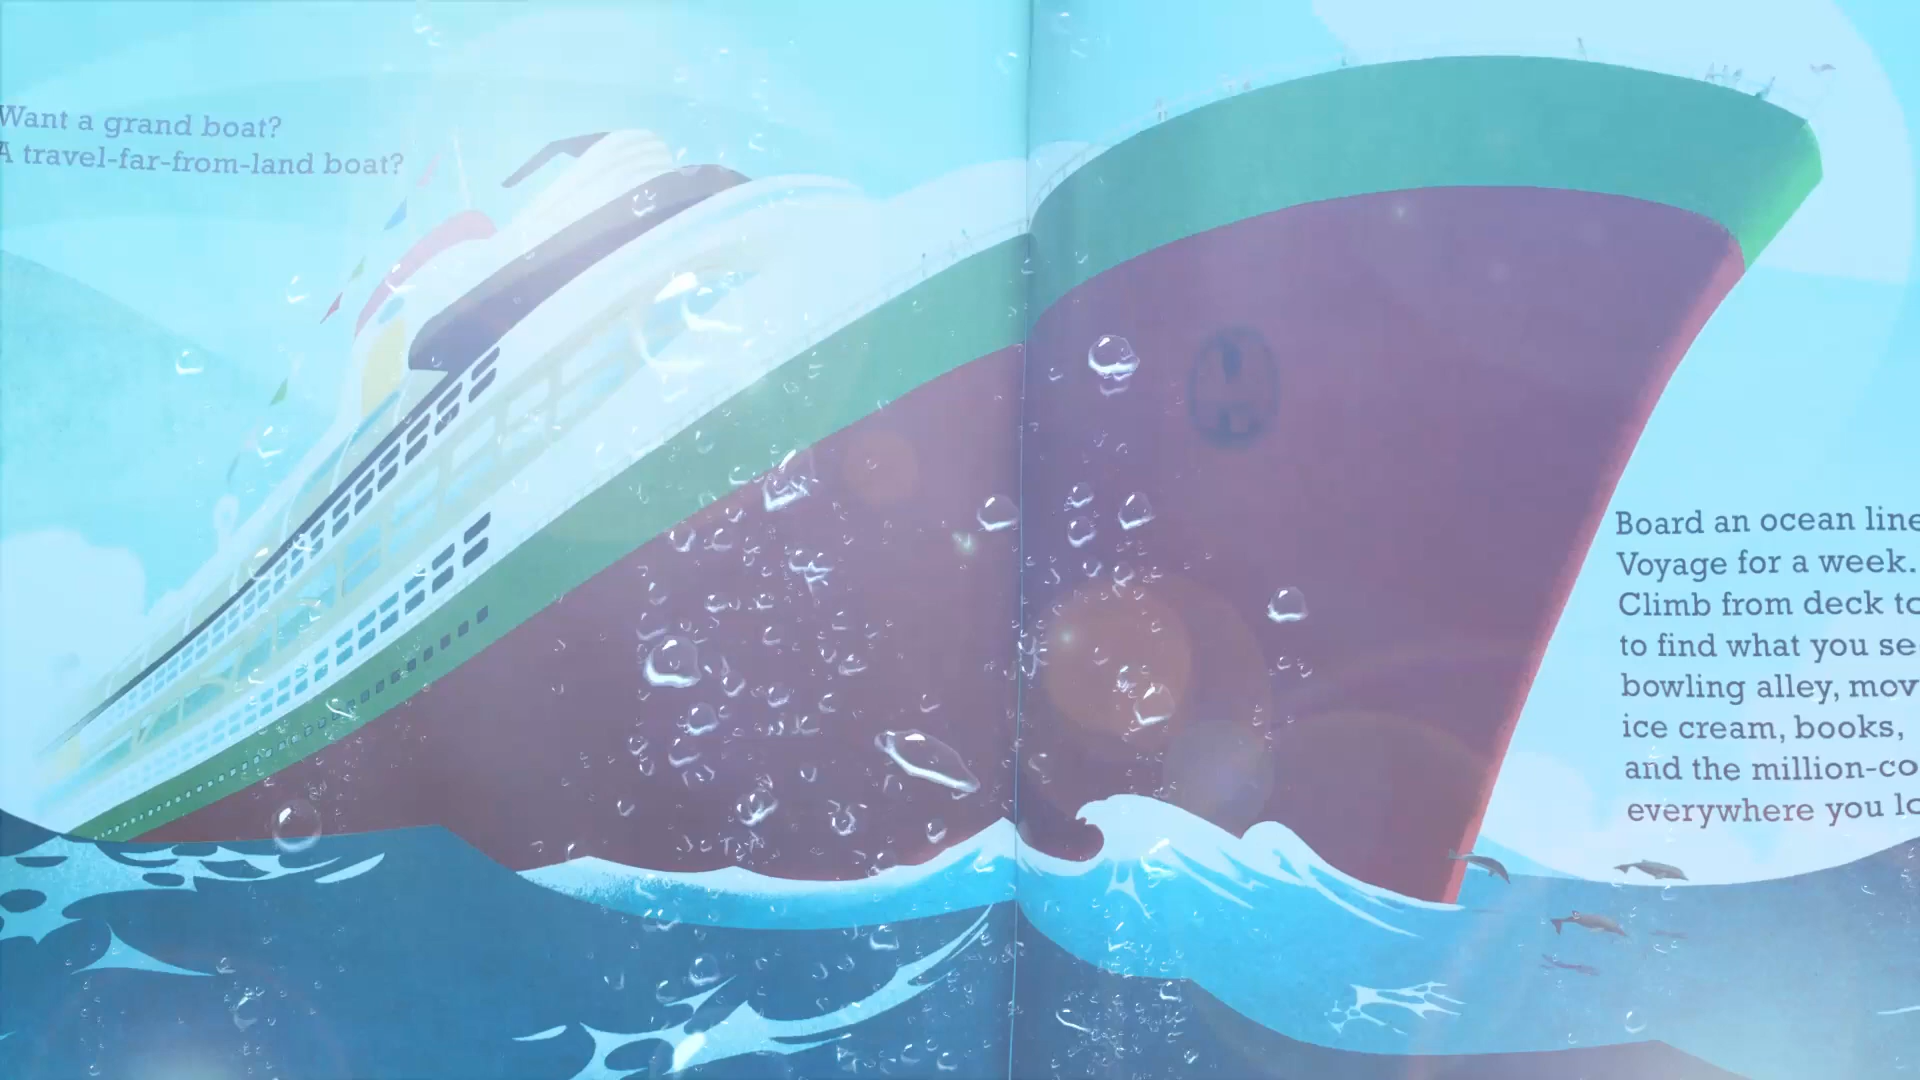 Want a grand boat?
A travel-far-from-land boat?
Board an ocean line
Voyage for a week.
Climb from deck to
to find what you se
bowling alley, mov
ice cream, books,
and the million-co
everywhere you lo